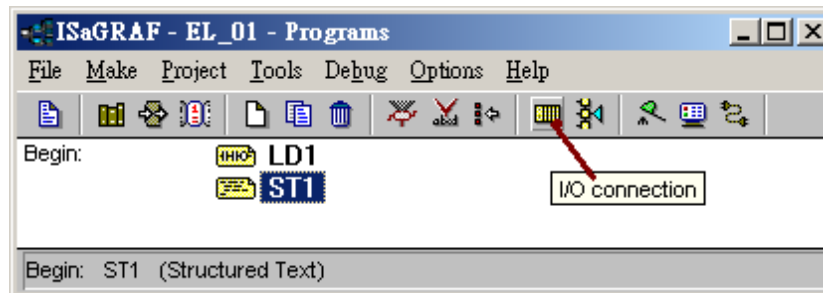 ISaGRAF - EL_01 - Programs
File Make Project Tools Debug Options Help
Begin: LD1
ST1
I/O connection
Begin: ST1 (Structured Text)